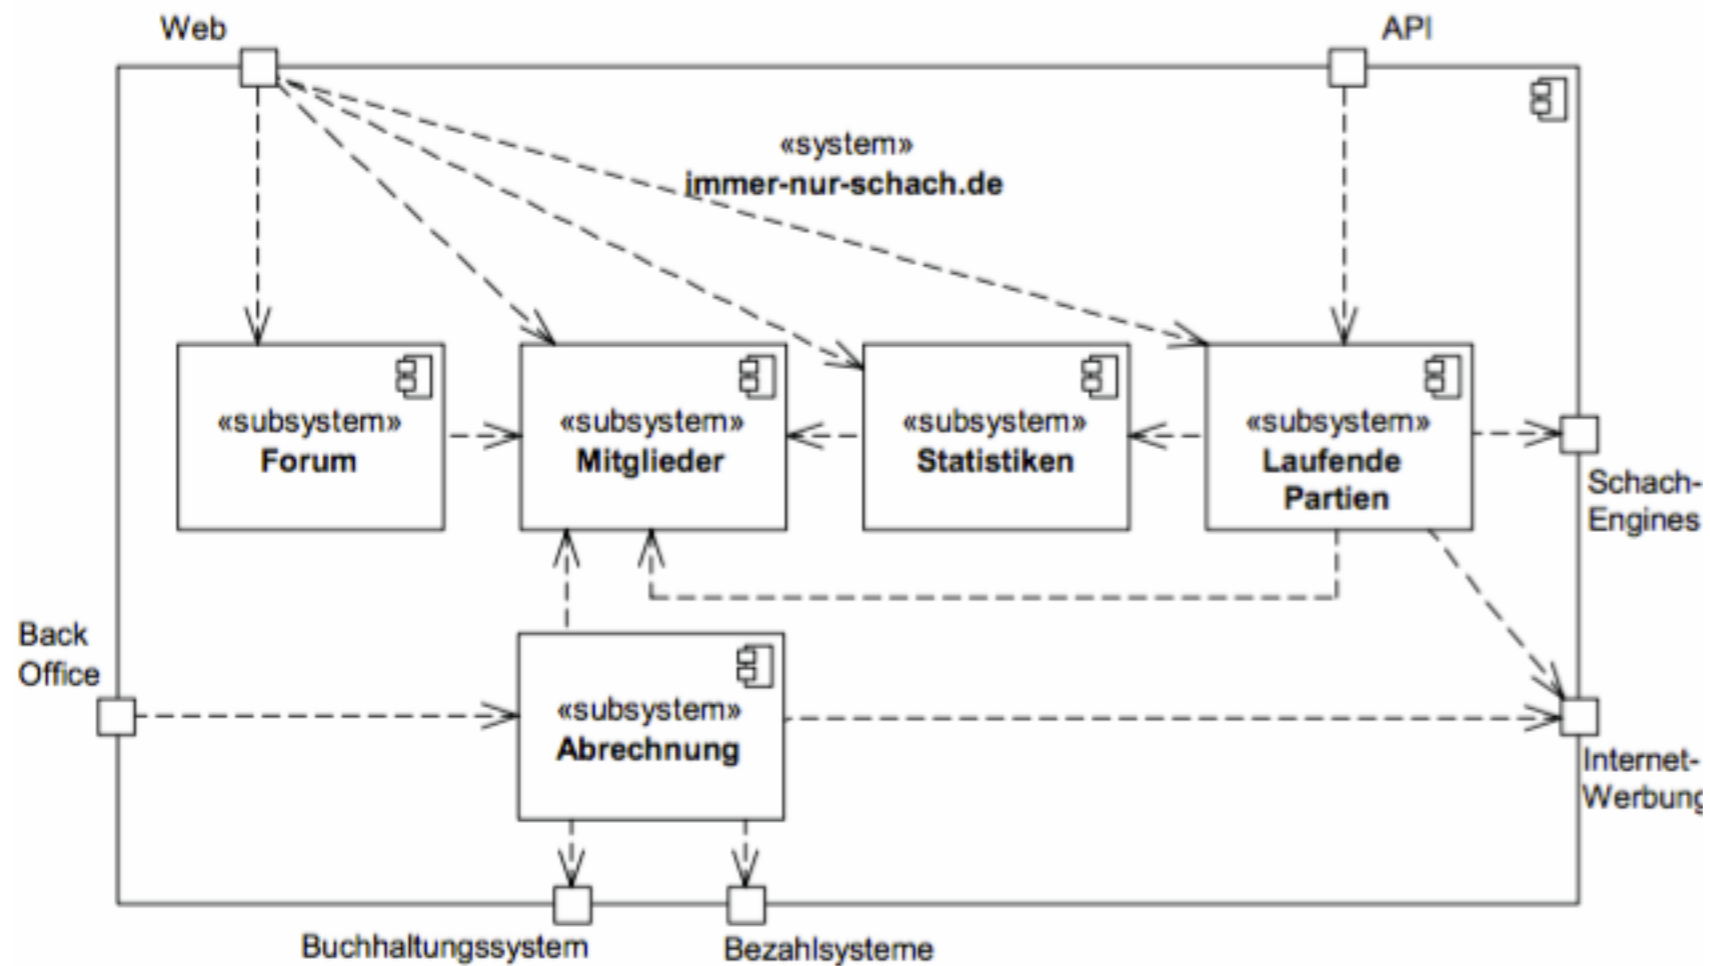 Web
API
«system»
immer-nur-schach.de
«subsystem»
Forum
«subsystem»
Mitglieder
«subsystem»
Statistiken
«subsystem»
Laufende
Partien
Schach-
Engines
Back
Office
«subsystem»
Abrechnung
Internet-
Werbung
Buchhaltungssystem
Bezahlsysteme